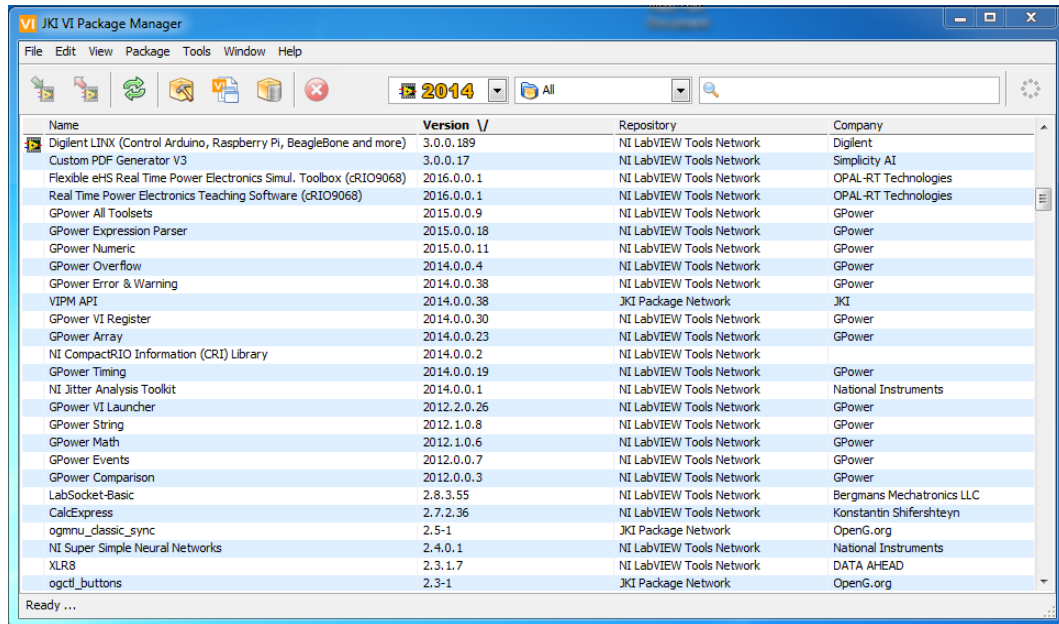 VI JKI VI Package Manager
File Edit View Package Tools Window Help
2014 All
Name Version \/ Repository Company
Digilent LINX (Control Arduino, Raspberry Pi, BeagleBone and more) 3.0.0.189 NI LabVIEW Tools Network Digilent
Custom PDF Generator V3 3.0.0.17 NI LabVIEW Tools Network Simplicity AI
Flexible eHS Real Time Power Electronics Simul. Toolbox (cRIO9068) 2016.0.0.1 NI LabVIEW Tools Network OPAL-RT Technologies
Real Time Power Electronics Teaching Software (cRIO9068) 2016.0.0.1 NI LabVIEW Tools Network OPAL-RT Technologies
GPower All Toolsets 2015.0.0.9 NI LabVIEW Tools Network GPower
GPower Expression Parser 2015.0.0.18 NI LabVIEW Tools Network GPower
GPower Numeric 2015.0.0.11 NI LabVIEW Tools Network GPower
GPower Overflow 2014.0.0.4 NI LabVIEW Tools Network GPower
GPower Error & Warning 2014.0.0.38 NI LabVIEW Tools Network GPower
VIPM API 2014.0.0.38 JKI Package Network JKI
GPower VI Register 2014.0.0.30 NI LabVIEW Tools Network GPower
GPower Array 2014.0.0.23 NI LabVIEW Tools Network GPower
NI CompactRIO Information (CRI) Library 2014.0.0.2 NI LabVIEW Tools Network
GPower Timing 2014.0.0.19 NI LabVIEW Tools Network GPower
NI Jitter Analysis Toolkit 2014.0.0.1 NI LabVIEW Tools Network National Instruments
GPower VI Launcher 2012.2.0.26 NI LabVIEW Tools Network GPower
GPower String 2012.1.0.8 NI LabVIEW Tools Network GPower
GPower Math 2012.1.0.6 NI LabVIEW Tools Network GPower
GPower Events 2012.0.0.7 NI LabVIEW Tools Network GPower
GPower Comparison 2012.0.0.3 NI LabVIEW Tools Network GPower
LabSocket-Basic 2.8.3.55 NI LabVIEW Tools Network Bergmans Mechatronics LLC
CalcExpress 2.7.2.36 NI LabVIEW Tools Network Konstantin Shifershteyn
ogmnu_classic_sync 2.5-1 JKI Package Network OpenG.org
NI Super Simple Neural Networks 2.4.0.1 NI LabVIEW Tools Network National Instruments
XLR8 2.3.1.7 NI LabVIEW Tools Network DATA AHEAD
ogctl_buttons 2.3-1 JKI Package Network OpenG.org
Ready ...